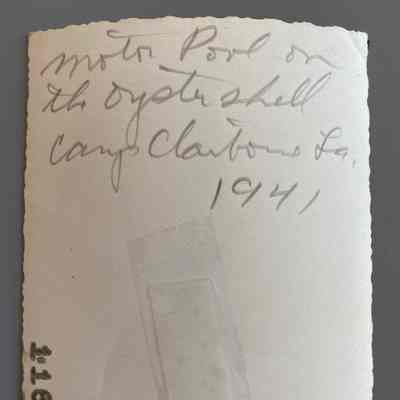 motor Pool on
the oyster shell
camp Claiborne La.
1941
116